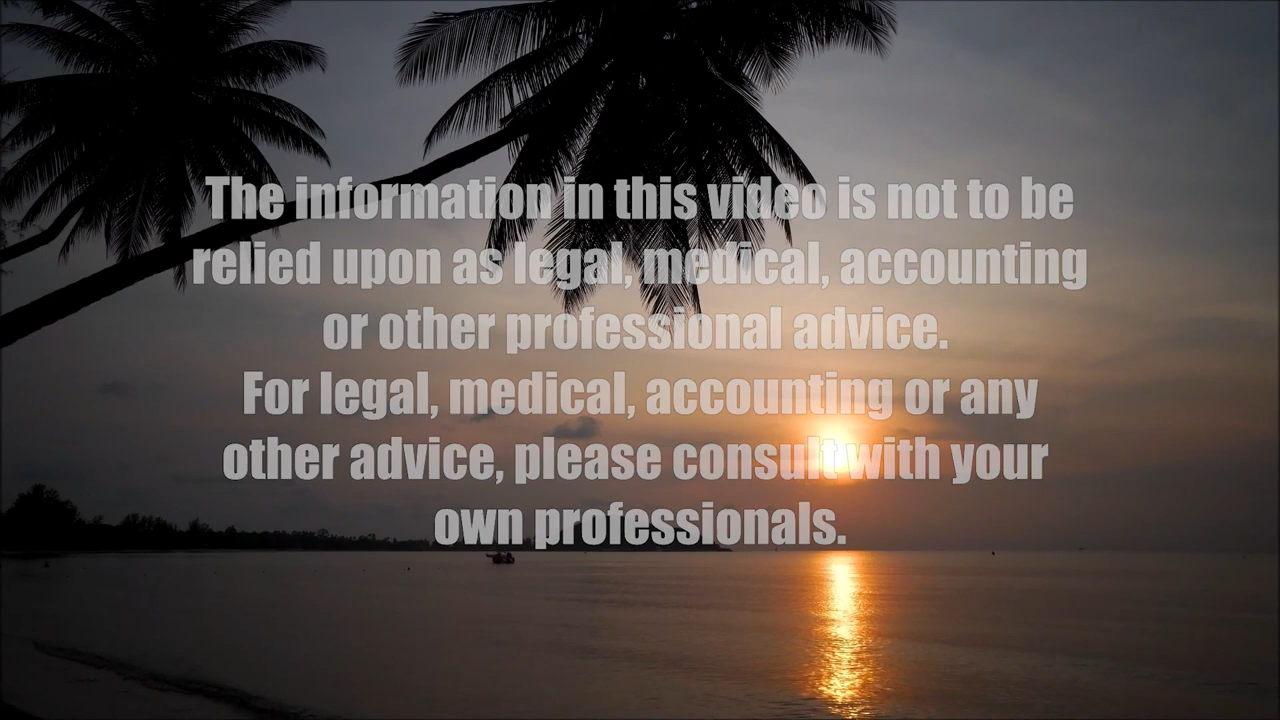 The information in this video is not to be
relied upon as legal, medical, accounting
or other professional advice.
For legal, medical, accounting or any
other advice, please consult with your
own professionals.